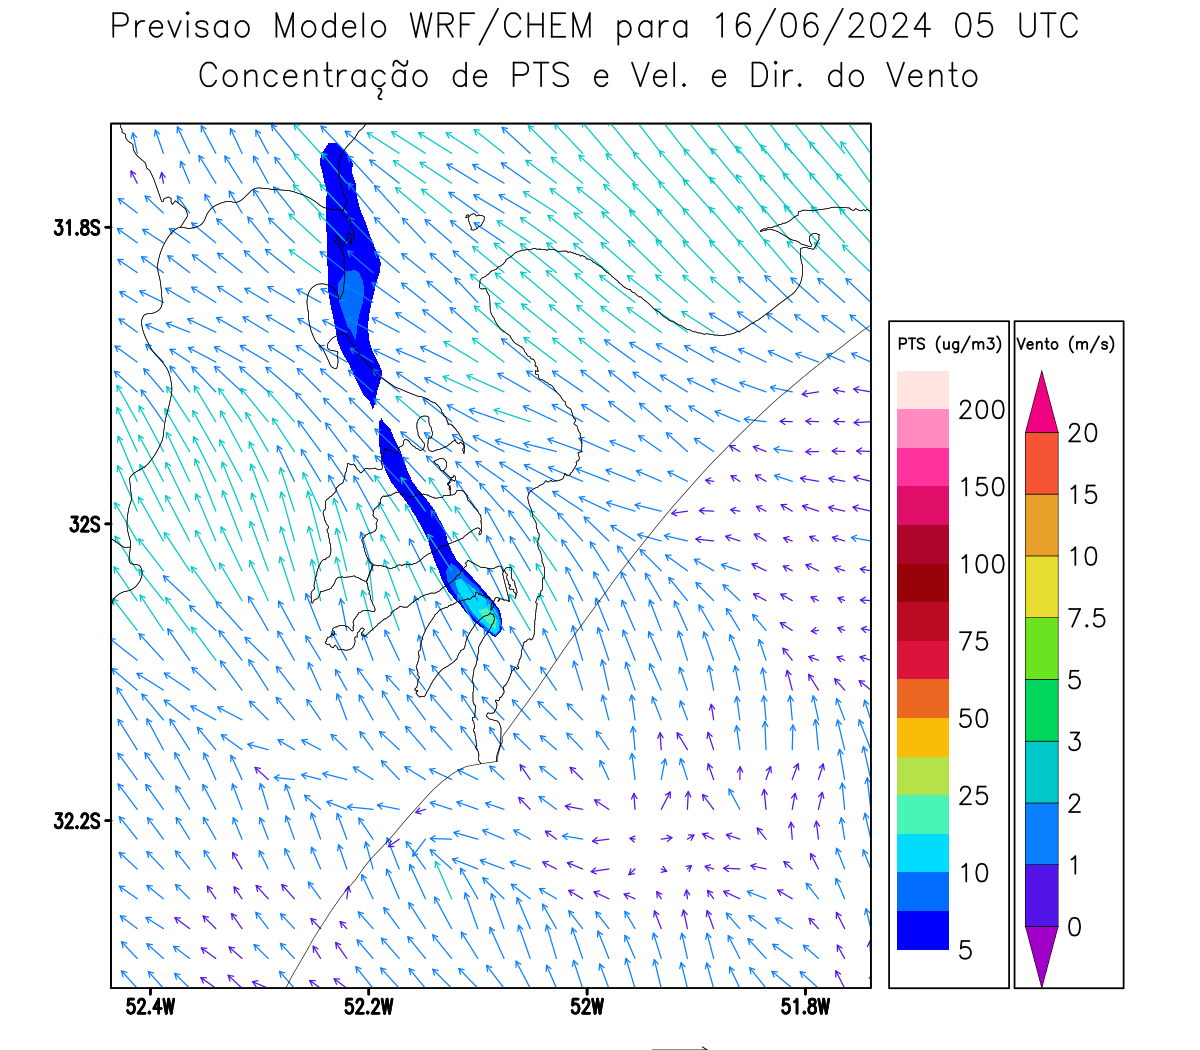 Previsao Modelo WRF/CHEM para 16/06/2024 05 UTC
Concentração de PTS e Vel. e Dir. do Vento
31.8S
32S
32.2S
52.4W
52.2W
52W
51.8W
PTS (ug/m3)
200
150
100
75
50
25
10
5
Vento (m/s)
20
15
10
7.5
5
3
2
1
0